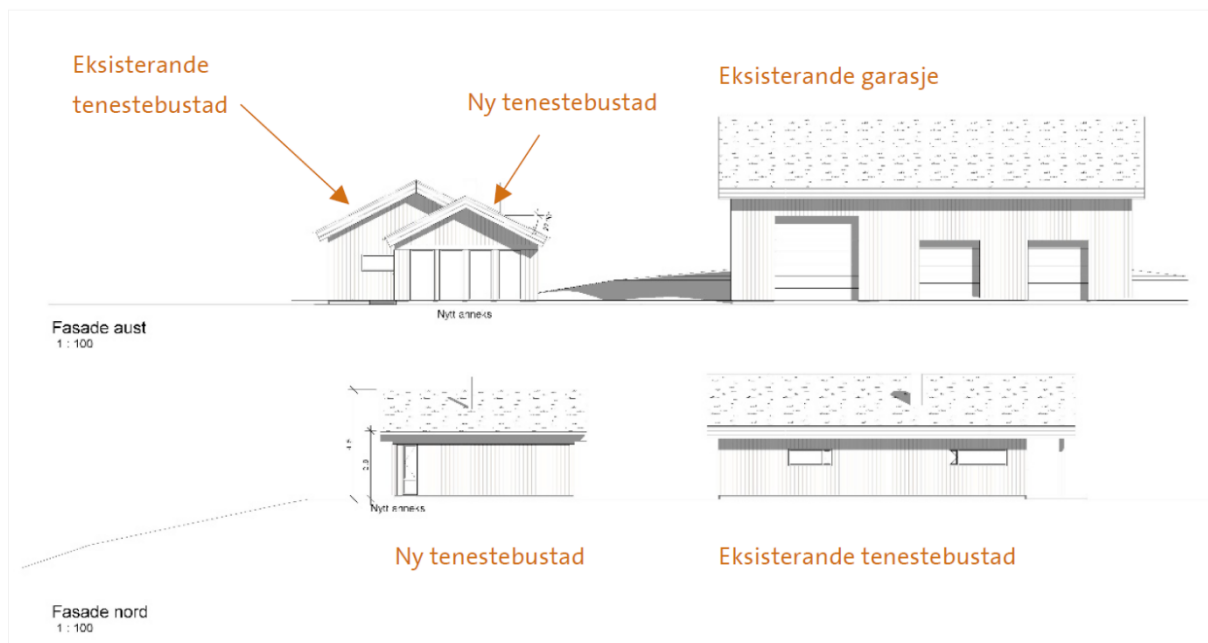 Eksisterande
tenestebustad
Ny tenestebustad
Eksisterande garasje
Nytt anneks
Fasade aust
1 : 100
Nytt anneks
Ny tenestebustad
Eksisterande tenestebustad
Fasade nord
1 : 100